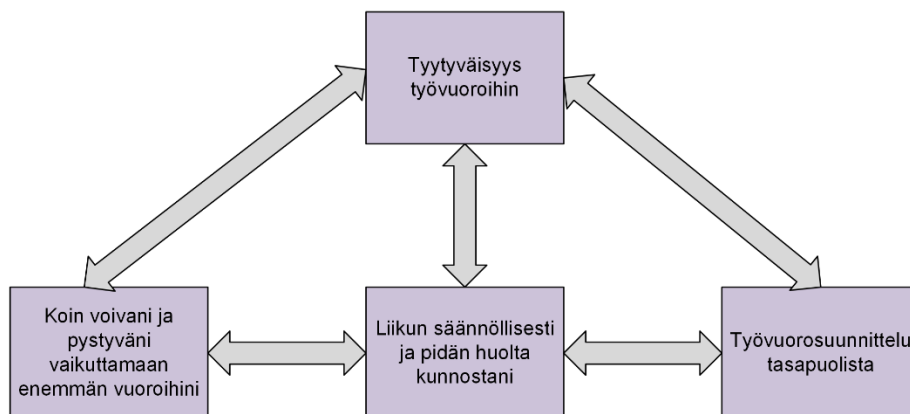 Tyytyväisyys
työvuoroihin
Koin voivani ja
pystyväni
vaikuttamaan
enemmän vuoroihini
Liikun säännöllisesti
ja pidän huolta
kunnostani
Työvuorosuunnittelu
tasapuolista